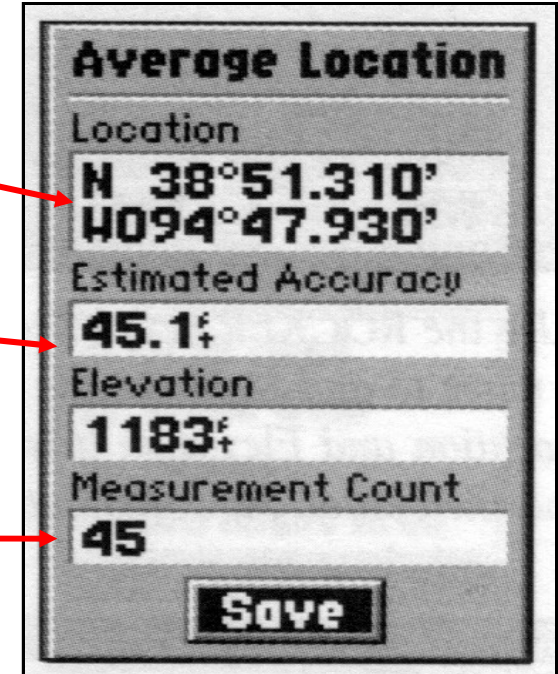 Average Location
Location
N 38°51.310'
W094°47.930'
Estimated Accuracy
45.1ft
Elevation
1183ft
Measurement Count
45
Save